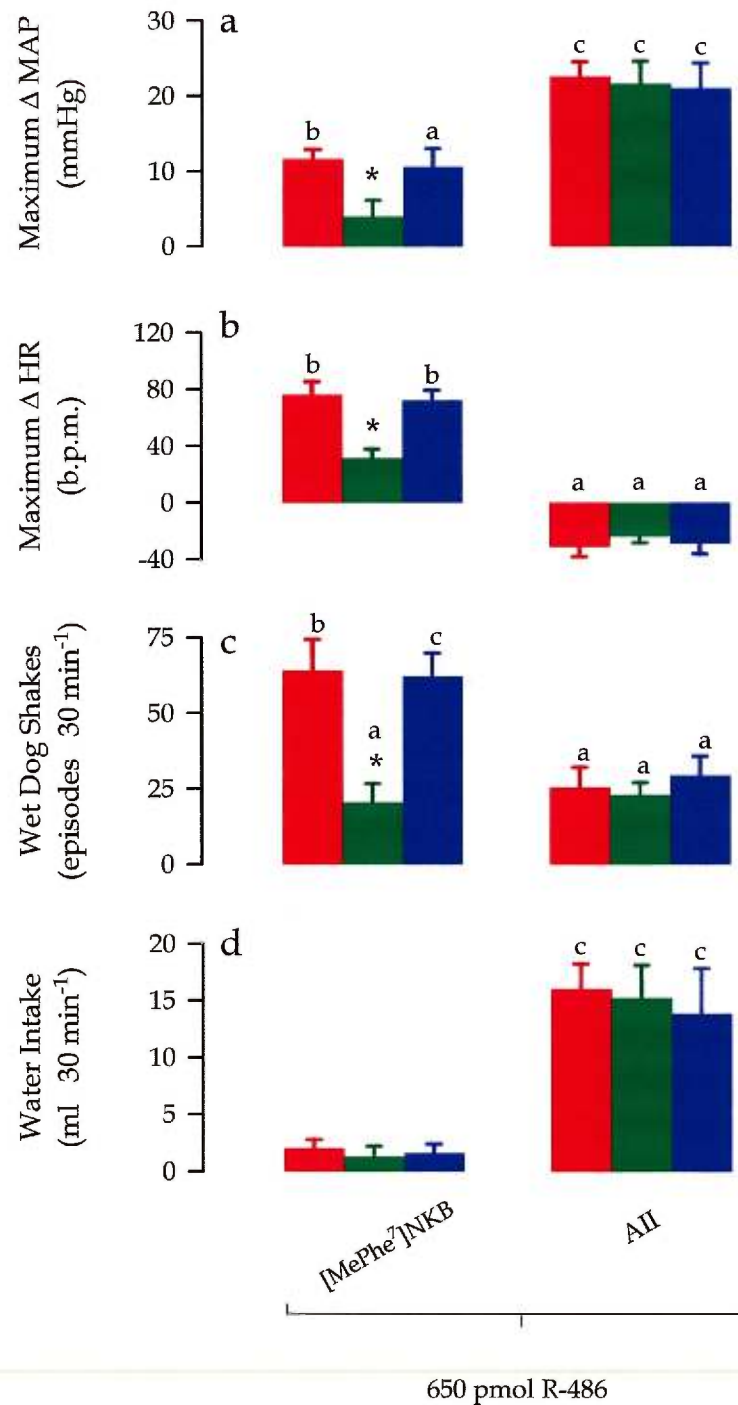 a
Maximum Δ MAP
(mmHg)
30
20
10
0
b
*
a
c
c
c
b
Maximum Δ HR
(b.p.m.)
120
80
40
0
-40
b
*
b
a
a
a
c
Wet Dog Shakes
(episodes 30 min⁻¹)
75
50
25
0
b
a
*
c
a
a
a
d
Water Intake
(ml 30 min⁻¹)
20
15
10
5
0
c
c
c
[MePhe⁷]NKB
AII
650 pmol R-486